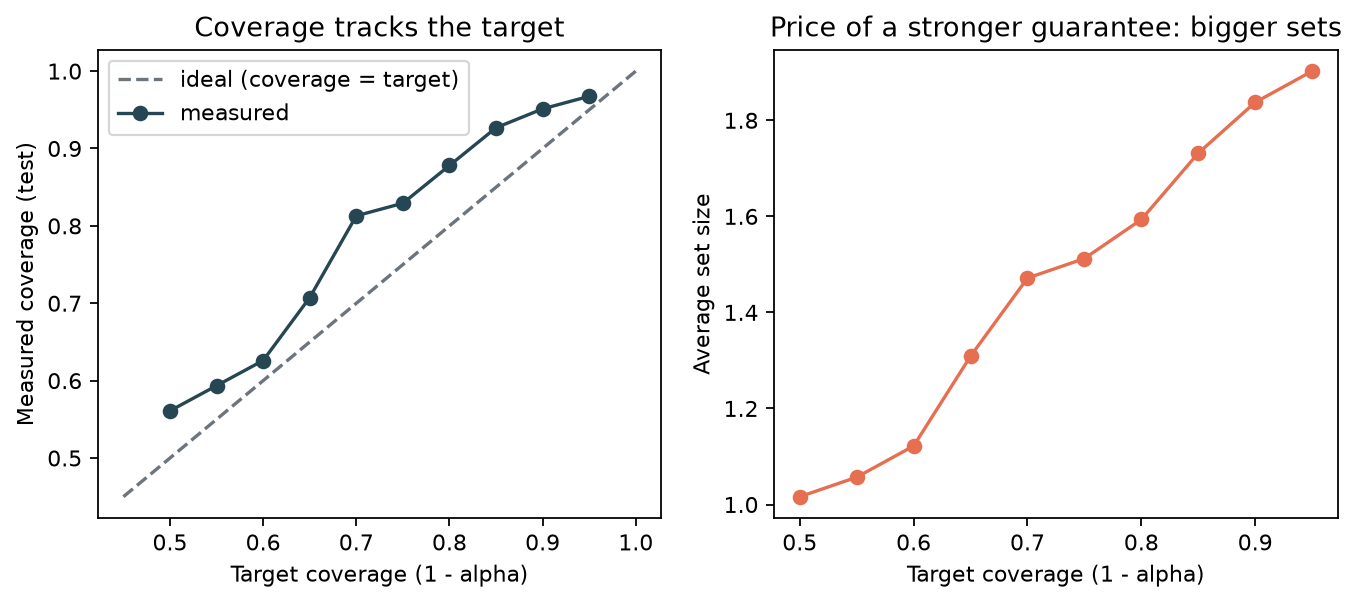 Coverage tracks the target
ideal (coverage = target)
measured
Measured coverage (test)
1.0
0.9
0.8
0.7
0.6
0.5
0.5 0.6 0.7 0.8 0.9 1.0
Target coverage (1 - alpha)
Price of a stronger guarantee: bigger sets
Average set size
1.8
1.6
1.4
1.2
1.0
0.5 0.6 0.7 0.8 0.9
Target coverage (1 - alpha)